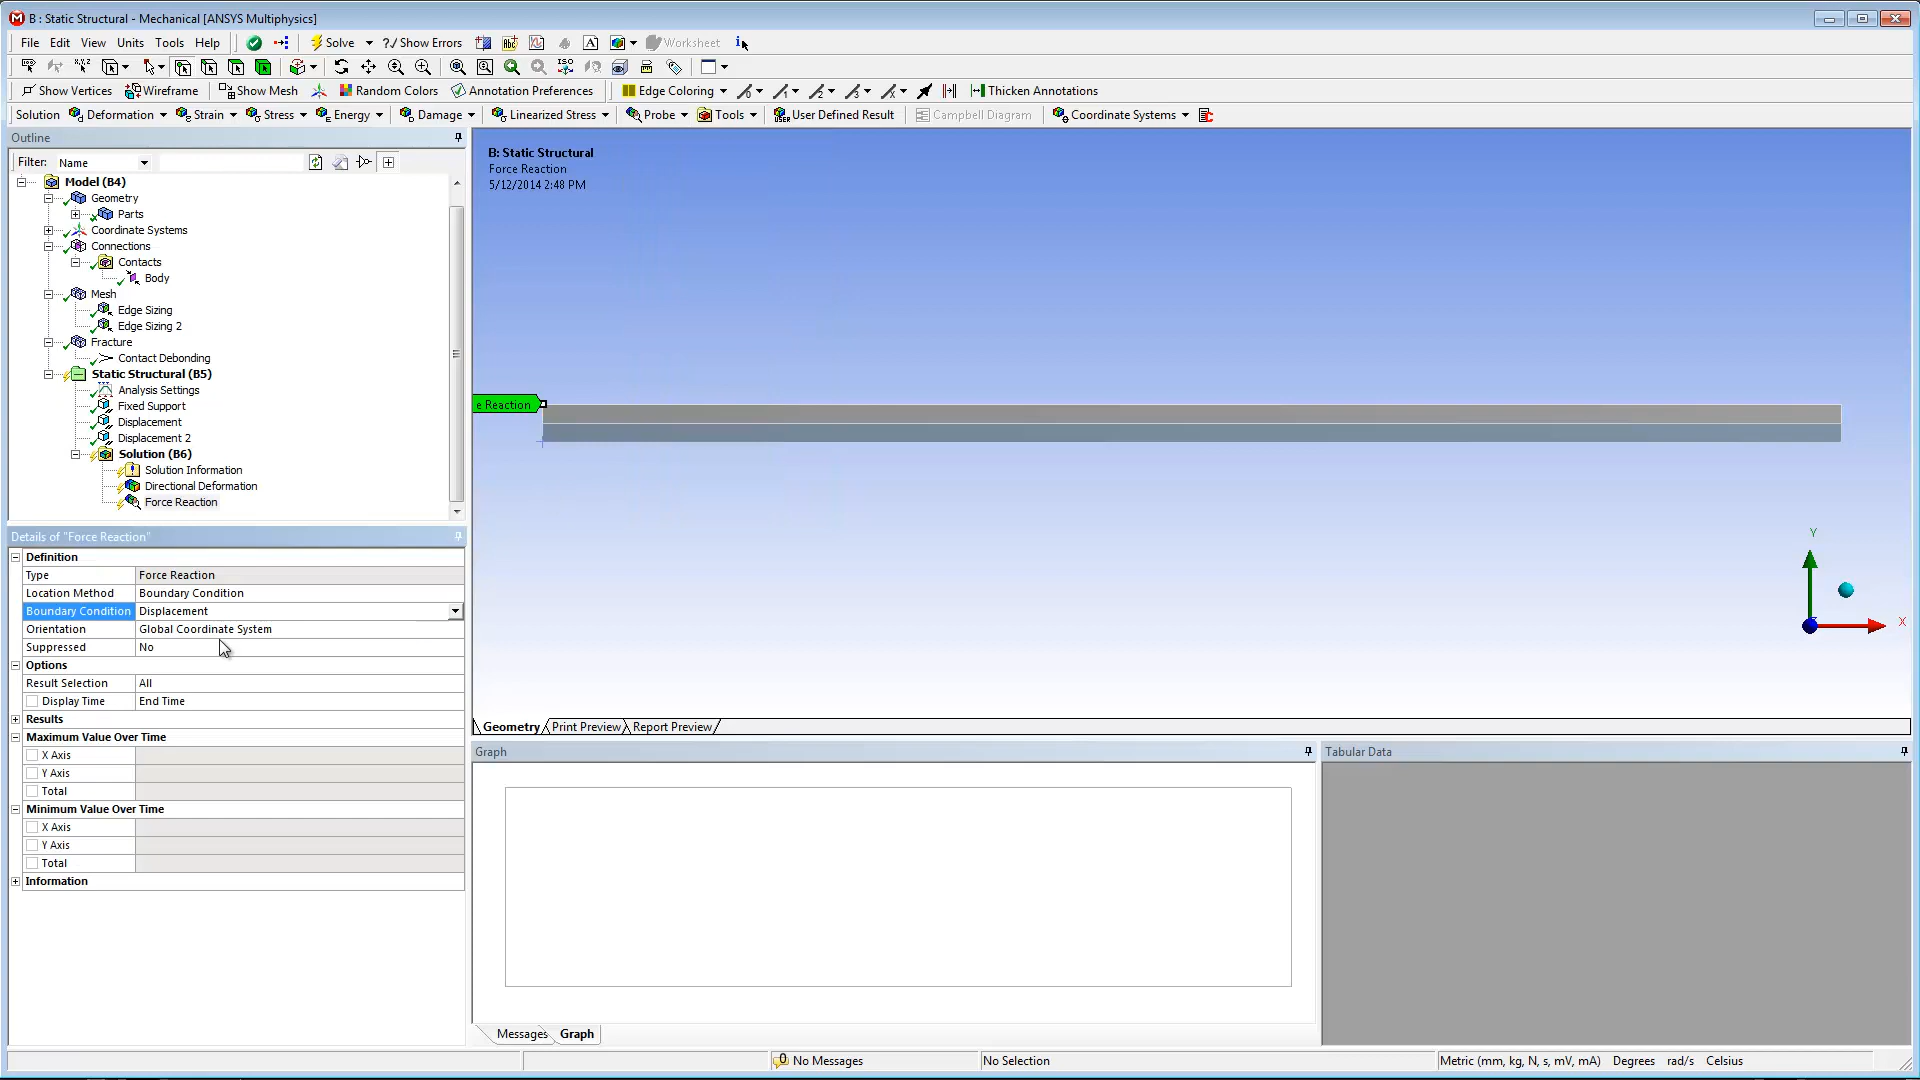 B : Static Structural - Mechanical [ANSYS Multiphysics]
File Edit View Units Tools Help Solve ?/ Show Errors Worksheet
Show Vertices Wireframe Show Mesh Random Colors Annotation Preferences Edge Coloring Thicken Annotations
Solution Deformation Strain Stress Energy Damage Linearized Stress Probe Tools User Defined Result Campbell Diagram Coordinate Systems
Outline
Filter: Name
Model (B4)
Geometry
Parts
Coordinate Systems
Connections
Contacts
Body
Mesh
Edge Sizing
Edge Sizing 2
Fracture
Contact Debonding
Static Structural (B5)
Analysis Settings
Fixed Support
Displacement
Displacement 2
Solution (B6)
Solution Information
Directional Deformation
Force Reaction
Details of "Force Reaction"
Definition
Type Force Reaction
Location Method Boundary Condition
Boundary Condition Displacement
Orientation Global Coordinate System
Suppressed No
Options
Result Selection All
Display Time End Time
Results
Maximum Value Over Time
X Axis
Y Axis
Total
Minimum Value Over Time
X Axis
Y Axis
Total
Information
B: Static Structural
Force Reaction
5/12/2014 2:48 PM
e Reaction
Y
X
Geometry Print Preview Report Preview
Graph
Tabular Data
Messages Graph
No Messages No Selection Metric (mm, kg, N, s, mV, mA) Degrees rad/s Celsius